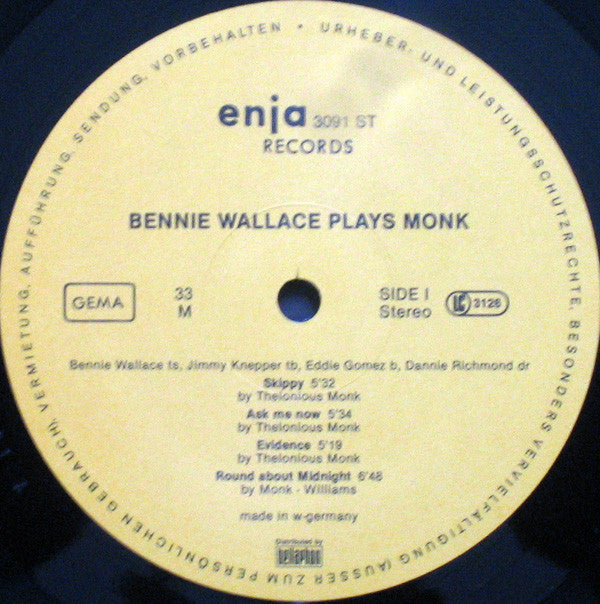 URHEBER- UND LEISTUNGSSCHUTZRECHTE, BESONDERS VERVIELFÄLTIGUNG (AUSSER ZUM PERSÖNLICHEN GEBRAUCH), VERMIETUNG, AUFFÜHRUNG, SENDUNG, VORBEHALTEN •
enja 3091 ST
RECORDS
BENNIE WALLACE PLAYS MONK
GEMA
33
M
SIDE I
Stereo
LC 3126
Bennie Wallace ts, Jimmy Knepper tb, Eddie Gomez b, Dannie Richmond dr
Skippy 5'32
by Thelonious Monk
Ask me now 5'34
by Thelonious Monk
Evidence 5'19
by Thelonious Monk
Round about Midnight 6'48
by Monk - Williams
made in w-germany
Distributed by
bellaphon